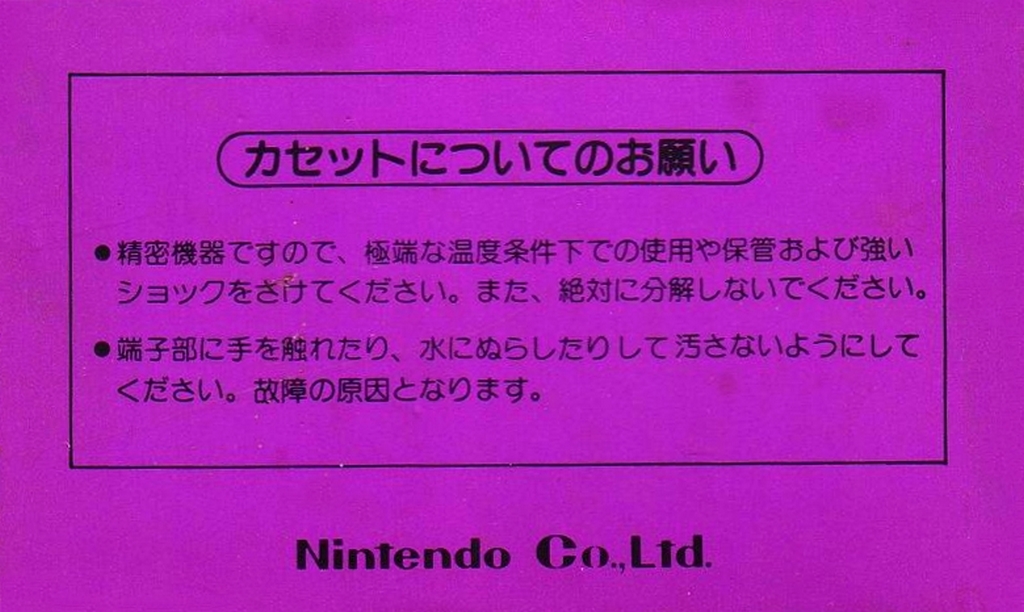 カセットについてのお願い
●精密機器ですので、極端な温度条件下での使用や保管および強い
ショックをさけてください。また、絶対に分解しないでください。
●端子部に手を触れたり、水にぬらしたりして汚さないようにして
ください。故障の原因となります。
Nintendo Co.,Ltd.